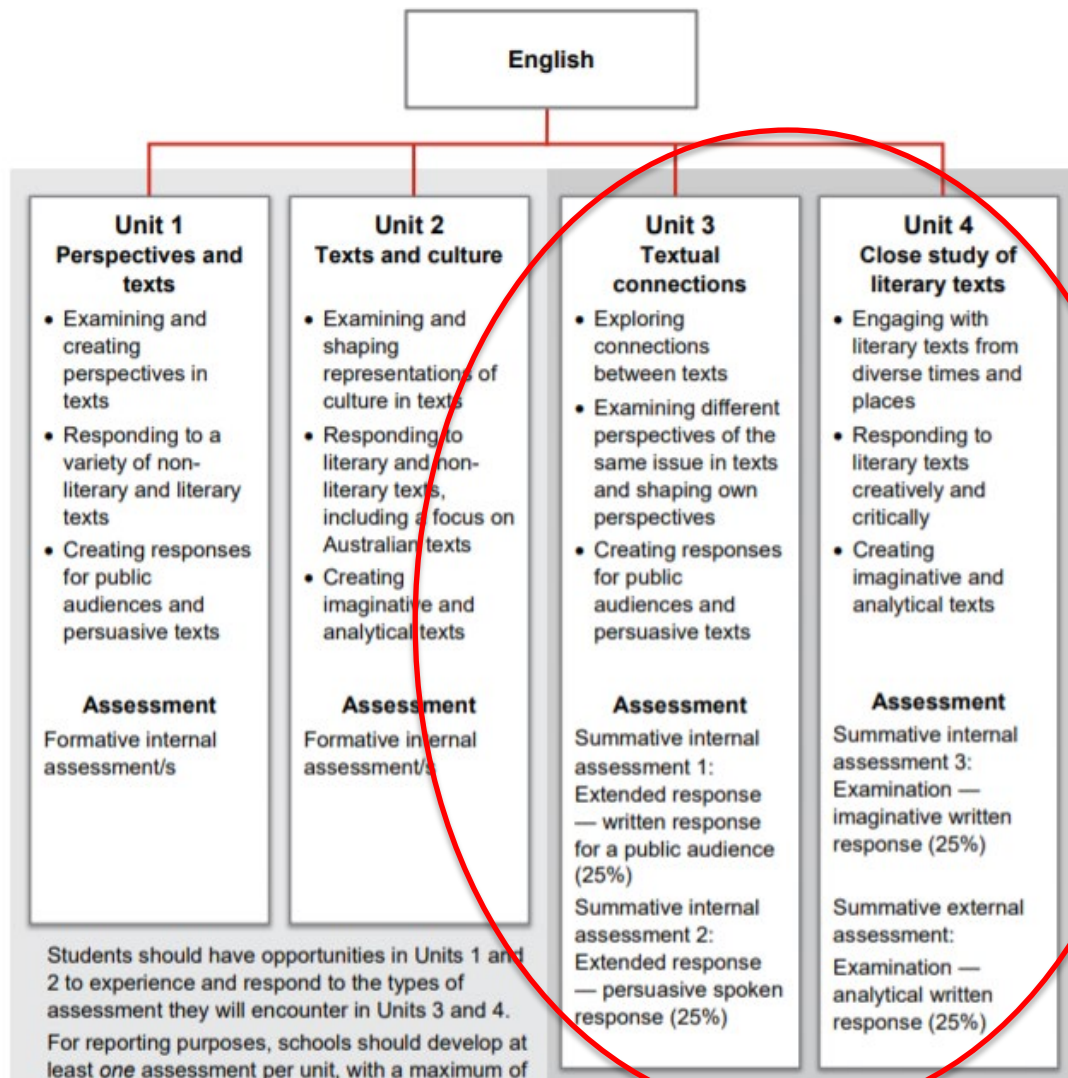 English
Unit 1
Perspectives and
texts
• Examining and
creating
perspectives in
texts
• Responding to a
variety of non-
literary and literary
texts
• Creating responses
for public
audiences and
persuasive texts
Assessment
Formative internal
assessment/s
Unit 2
Texts and culture
• Examining and
shaping
representations of
culture in texts
• Responding to
literary and non-
literary texts,
including a focus on
Australian texts
• Creating
imaginative and
analytical texts
Assessment
Formative internal
assessment/s
Students should have opportunities in Units 1 and
2 to experience and respond to the types of
assessment they will encounter in Units 3 and 4.
For reporting purposes, schools should develop at
least one assessment per unit, with a maximum of
Unit 3
Textual
connections
• Exploring
connections
between texts
• Examining different
perspectives of the
same issue in texts
and shaping own
perspectives
• Creating responses
for public
audiences and
persuasive texts
Assessment
Summative internal
assessment 1:
Extended response
— written response
for a public audience
(25%)
Summative internal
assessment 2:
Extended response
— persuasive spoken
response (25%)
Unit 4
Close study of
literary texts
• Engaging with
literary texts from
diverse times and
places
• Responding to
literary texts
creatively and
critically
• Creating
imaginative and
analytical texts
Assessment
Summative internal
assessment 3:
Examination —
imaginative written
response (25%)
Summative external
assessment:
Examination —
analytical written
response (25%)